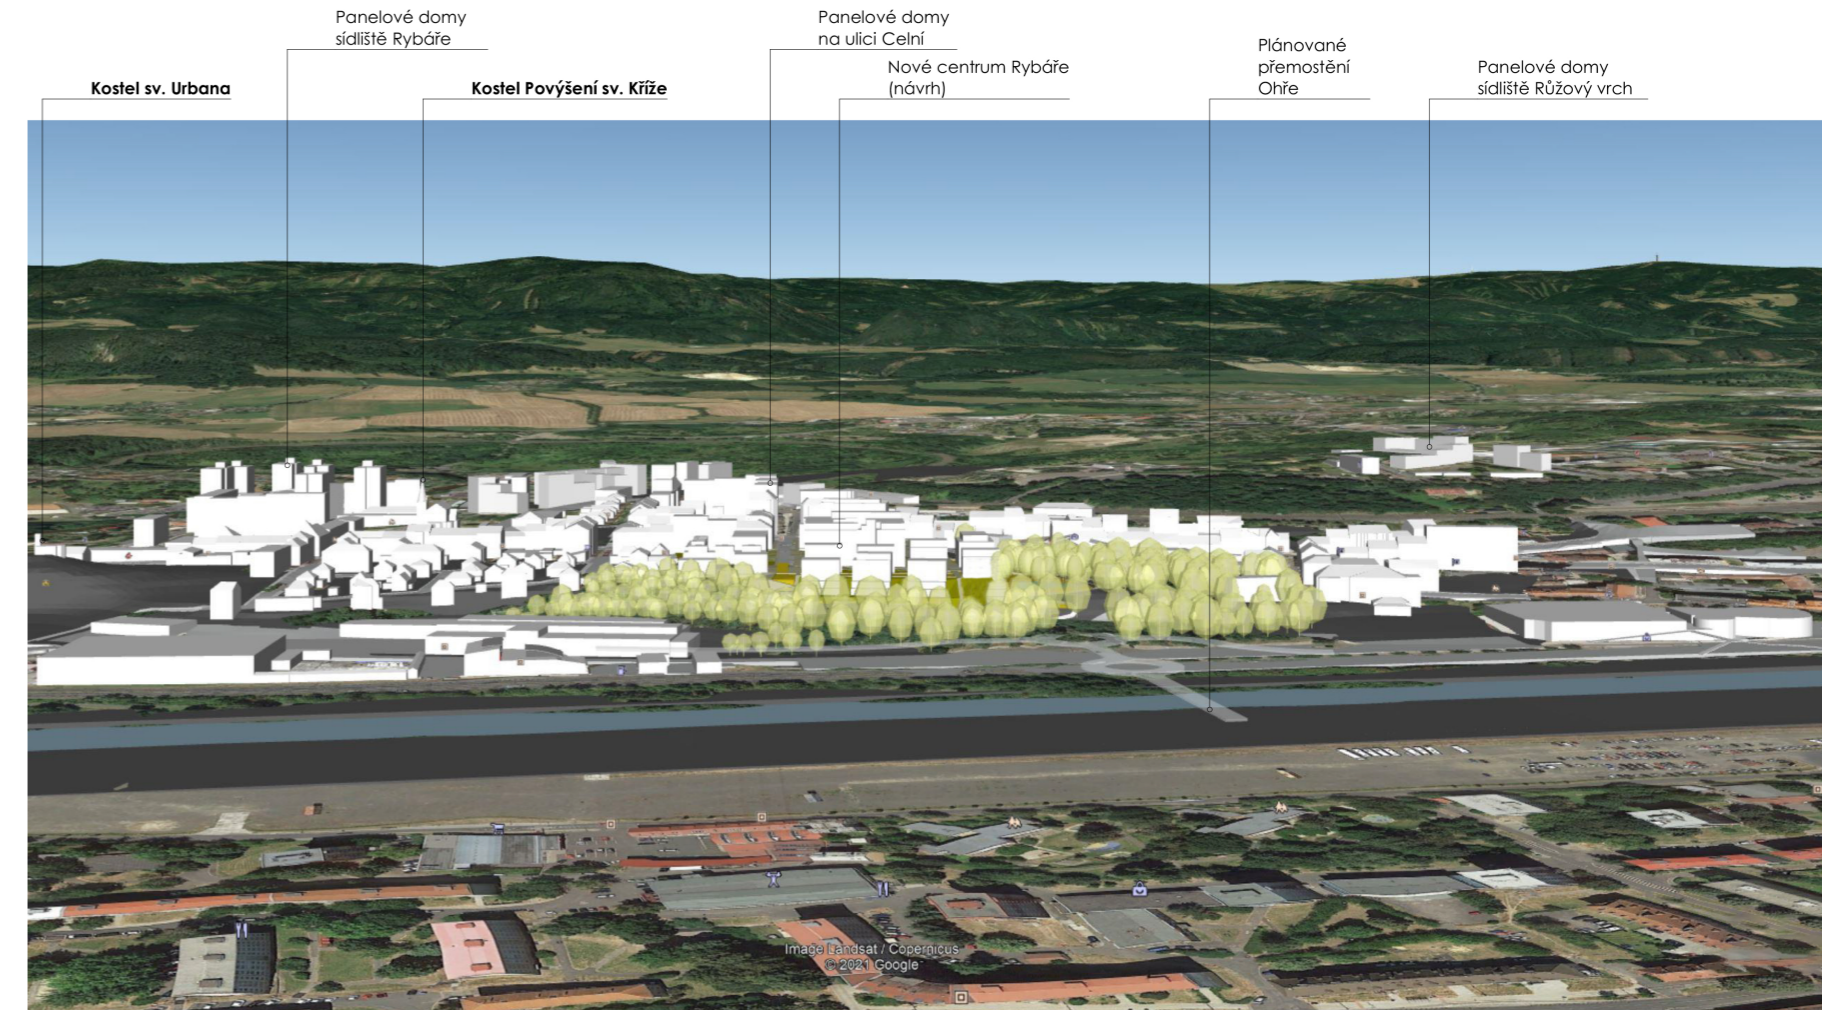 Panelové domy
sídliště Rybáře
Panelové domy
na ulici Celní
Plánované
přemostění
Ohře
Nové centrum Rybáře
(návrh)
Panelové domy
sídliště Růžový vrch
Kostel sv. Urbana
Kostel Povýšení sv. Kříže
Image Landsat / Copernicus
© 2021 Google